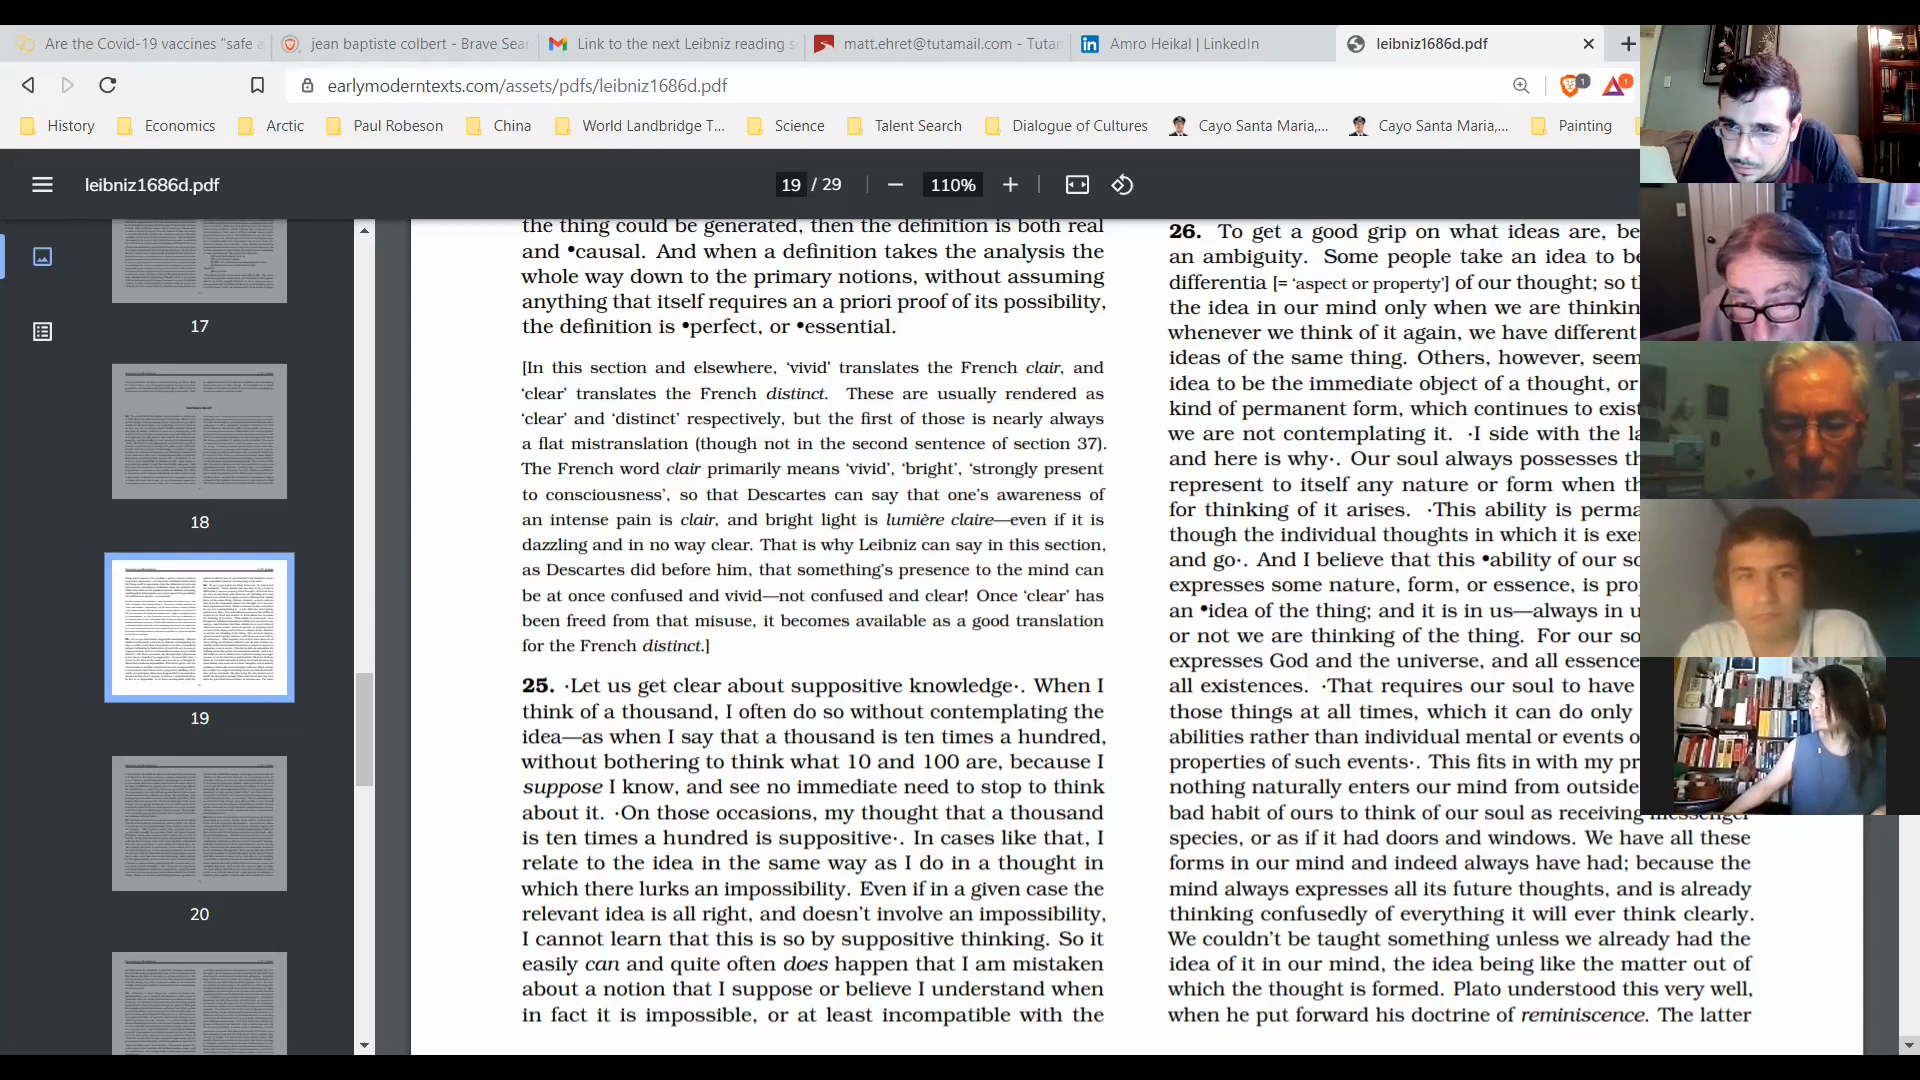 Are the Covid-19 vaccines "safe a
jean baptiste colbert - Brave Sear
Link to the next Leibniz reading s
matt.ehret@tutamail.com - Tutan
Amro Heikal | LinkedIn
leibniz1686d.pdf
earlymoderntexts.com/assets/pdfs/leibniz1686d.pdf
1
1
History
Economics
Arctic
Paul Robeson
China
World Landbridge T...
Science
Talent Search
Dialogue of Cultures
Cayo Santa Maria,...
Cayo Santa Maria,...
Painting
leibniz1686d.pdf
19 / 29
110%
17
18
19
20
the thing could be generated, then the definition is both real
and •causal. And when a definition takes the analysis the
whole way down to the primary notions, without assuming
anything that itself requires an a priori proof of its possibility,
the definition is •perfect, or •essential.
[In this section and elsewhere, ‘vivid’ translates the French clair, and
‘clear’ translates the French distinct. These are usually rendered as
‘clear’ and ‘distinct’ respectively, but the first of those is nearly always
a flat mistranslation (though not in the second sentence of section 37).
The French word clair primarily means ‘vivid’, ‘bright’, ‘strongly present
to consciousness’, so that Descartes can say that one’s awareness of
an intense pain is clair, and bright light is lumière claire—even if it is
dazzling and in no way clear. That is why Leibniz can say in this section,
as Descartes did before him, that something’s presence to the mind can
be at once confused and vivid—not confused and clear! Once ‘clear’ has
been freed from that misuse, it becomes available as a good translation
for the French distinct.]
25. ·Let us get clear about suppositive knowledge·. When I
think of a thousand, I often do so without contemplating the
idea—as when I say that a thousand is ten times a hundred,
without bothering to think what 10 and 100 are, because I
suppose I know, and see no immediate need to stop to think
about it. ·On those occasions, my thought that a thousand
is ten times a hundred is suppositive·. In cases like that, I
relate to the idea in the same way as I do in a thought in
which there lurks an impossibility. Even if in a given case the
relevant idea is all right, and doesn’t involve an impossibility,
I cannot learn that this is so by suppositive thinking. So it
easily can and quite often does happen that I am mistaken
about a notion that I suppose or believe I understand when
in fact it is impossible, or at least incompatible with the
26. To get a good grip on what ideas are, be
an ambiguity. Some people take an idea to be
differentia [= ‘aspect or property’] of our thought; so th
the idea in our mind only when we are thinkin
whenever we think of it again, we have different
ideas of the same thing. Others, however, seem
idea to be the immediate object of a thought, or
kind of permanent form, which continues to exist
we are not contemplating it. ·I side with the la
and here is why·. Our soul always possesses th
represent to itself any nature or form when th
for thinking of it arises. ·This ability is perma
though the individual thoughts in which it is exer
and go·. And I believe that this •ability of our so
expresses some nature, form, or essence, is pro
an •idea of the thing; and it is in us—always in u
or not we are thinking of the thing. For our so
expresses God and the universe, and all essence
all existences. ·That requires our soul to have
those things at all times, which it can do only
abilities rather than individual mental or events o
properties of such events·. This fits in with my pr
nothing naturally enters our mind from outside
bad habit of ours to think of our soul as receiving messenger
species, or as if it had doors and windows. We have all these
forms in our mind and indeed always have had; because the
mind always expresses all its future thoughts, and is already
thinking confusedly of everything it will ever think clearly.
We couldn’t be taught something unless we already had the
idea of it in our mind, the idea being like the matter out of
which the thought is formed. Plato understood this very well,
when he put forward his doctrine of reminiscence. The latter